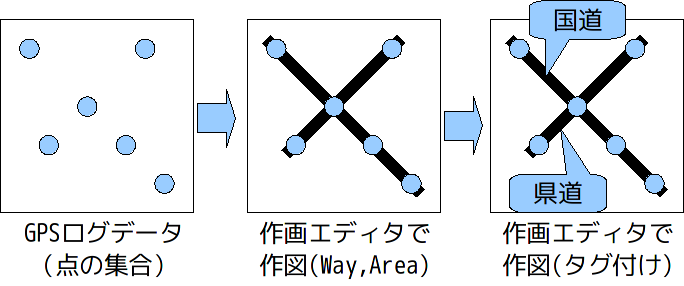 国道
県道
GPSログデータ
(点の集合)
作画エディタで
作図(Way,Area)
作画エディタで
作図(タグ付け)